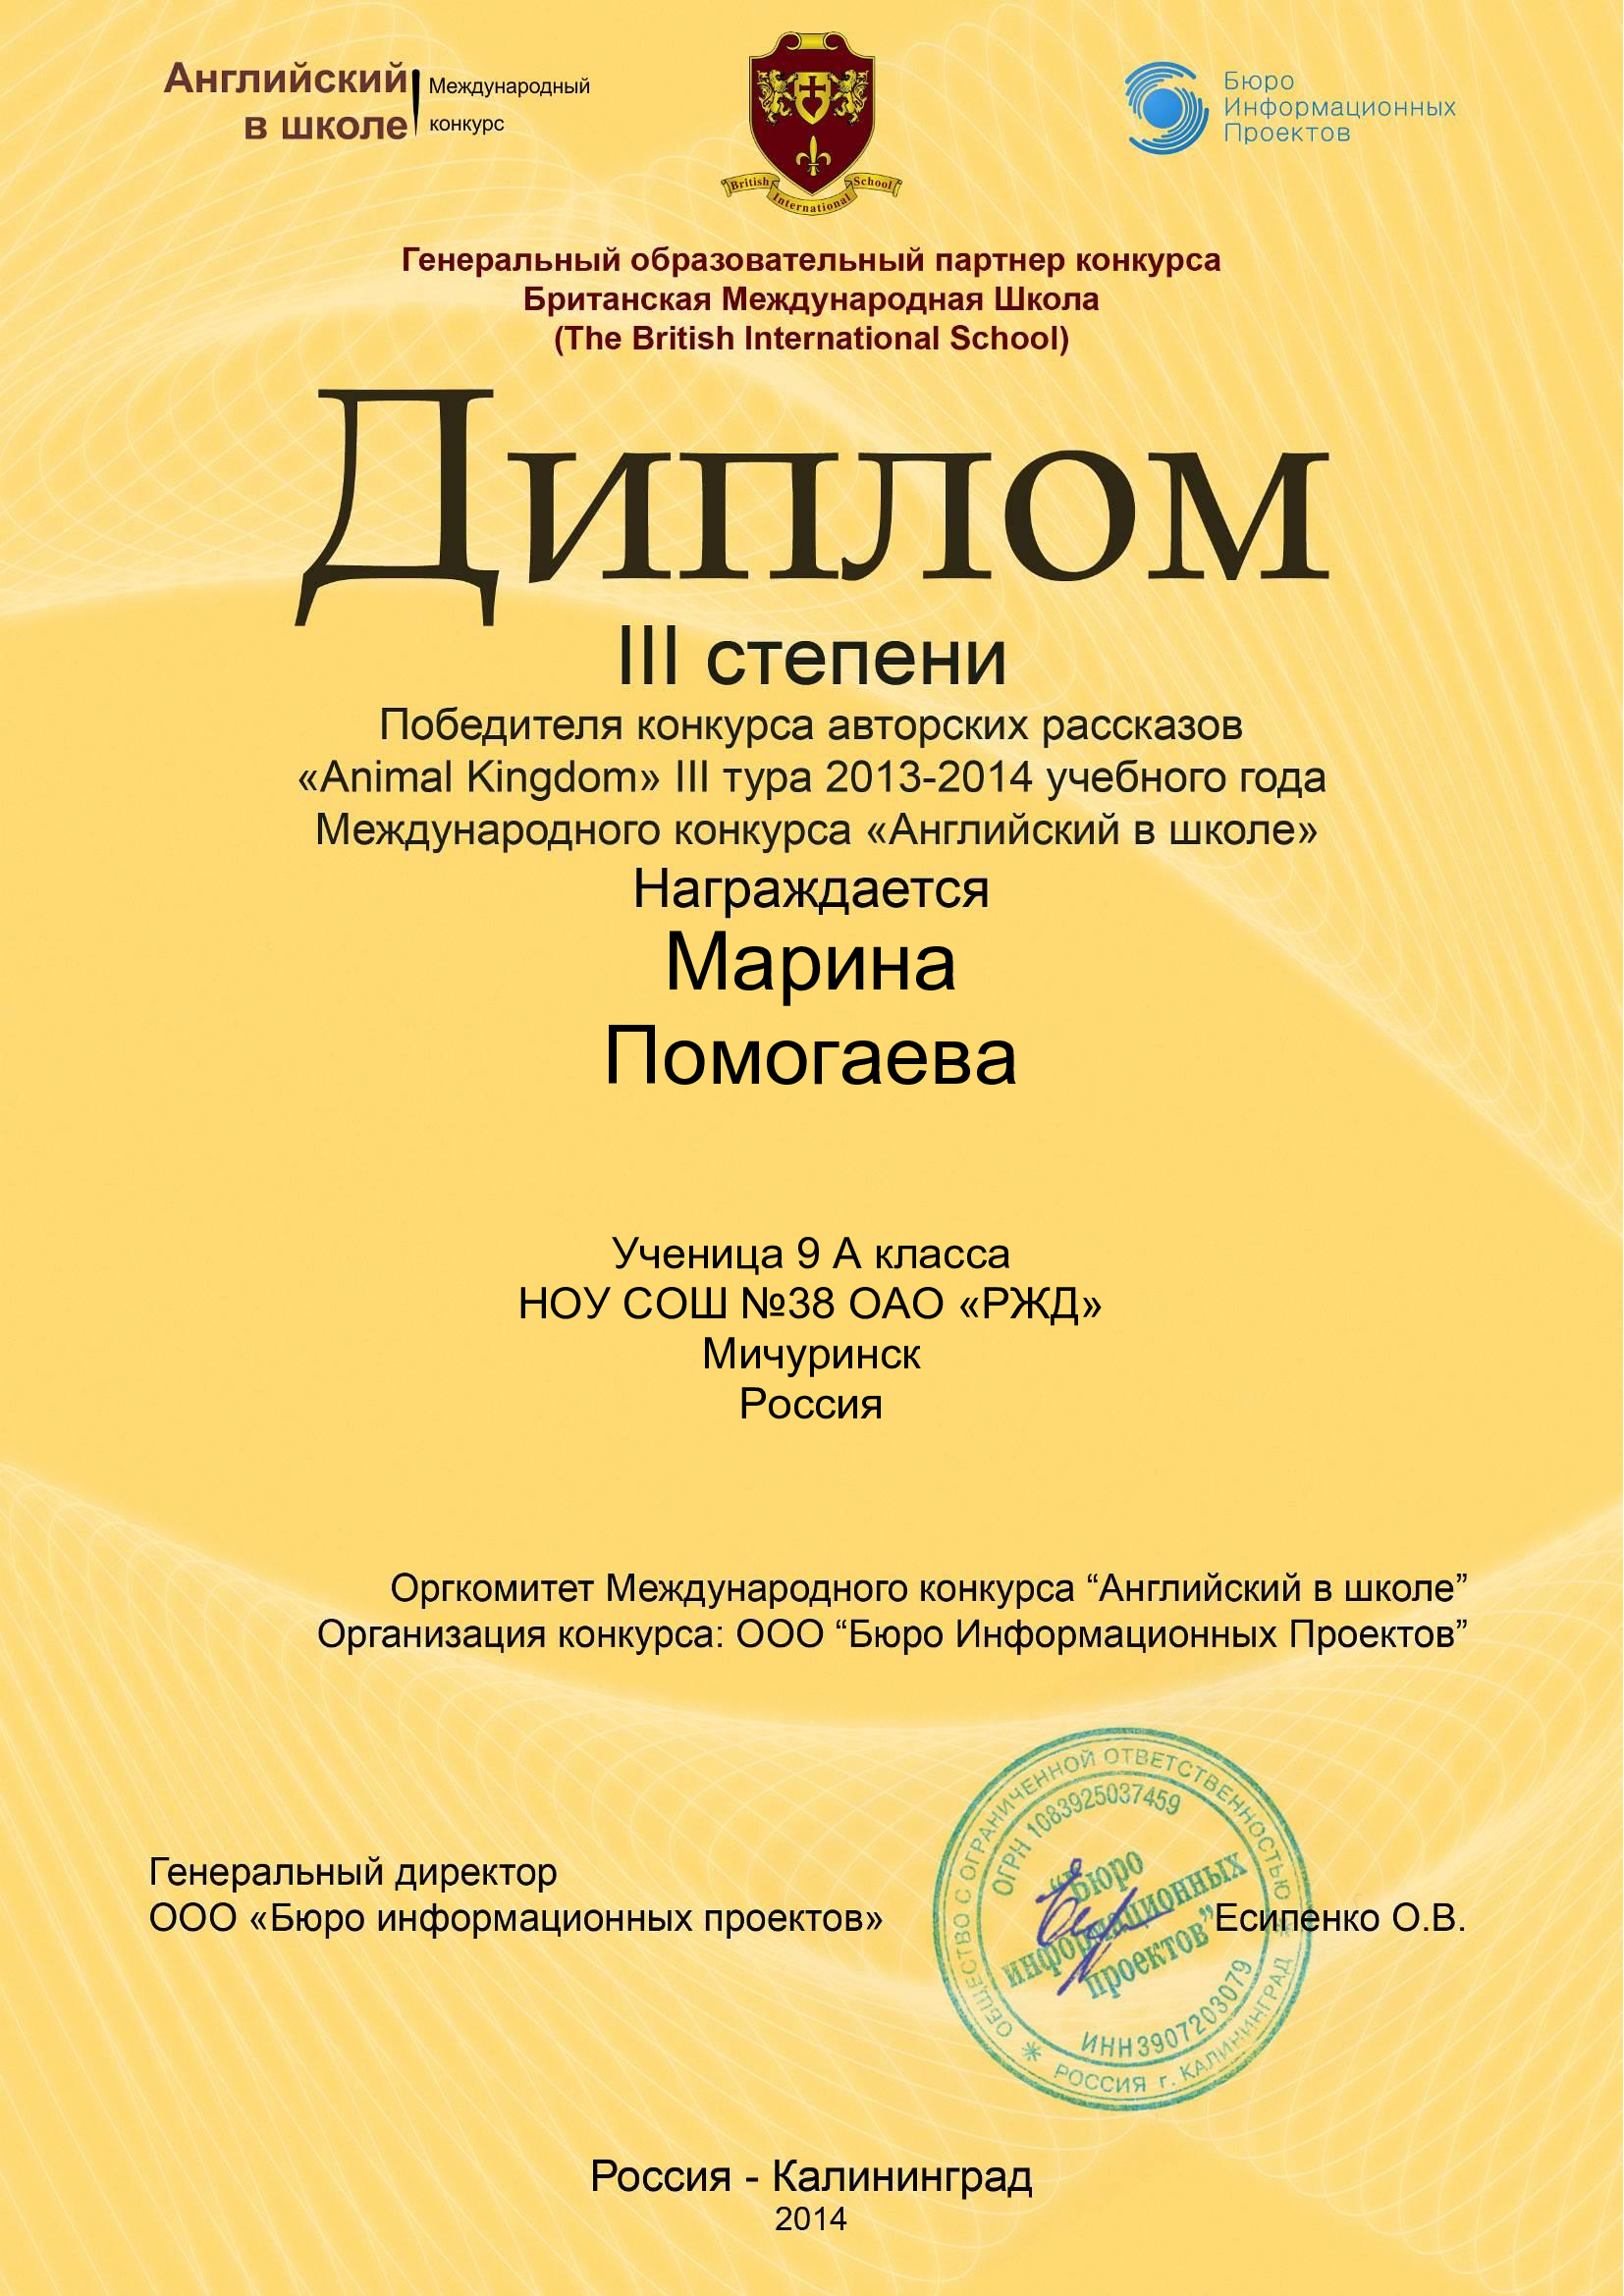 Английский
в школе
Международный
конкурс
British
International
School
Бюро
Информационных
Проектов
Генеральный образовательный партнер конкурса
Британская Международная Школа
(The British International School)
Диплом
III степени
Победителя конкурса авторских рассказов
«Animal Kingdom» III тура 2013-2014 учебного года
Международного конкурса «Английский в школе»
Награждается
Марина
Помогаева
Ученица 9 А класса
НОУ СОШ №38 ОАО «РЖД»
Мичуринск
Россия
Оргкомитет Международного конкурса “Английский в школе”
Организация конкурса: ООО “Бюро Информационных Проектов”
Генеральный директор
ООО «Бюро информационных проектов»
ОБЩЕСТВО С ОГРАНИЧЕННОЙ ОТВЕТСТВЕННОСТЬЮ
ОГРН 1083925037459
“Бюро
информационных
проектов”
ИНН3907203079
РОССИЯ г. КАЛИНИНГРАД
Есипенко О.В.
Россия - Калининград
2014